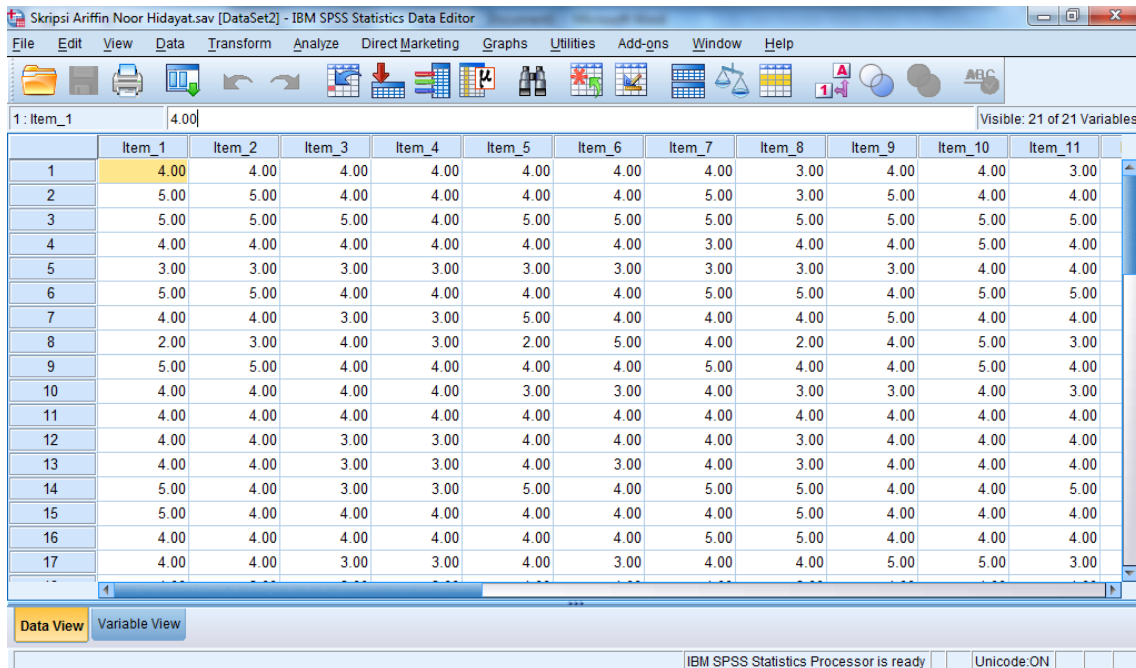 Skripsi Ariffin Noor Hidayat.sav [DataSet2] - IBM SPSS Statistics Data Editor
File Edit View Data Transform Analyze Direct Marketing Graphs Utilities Add-ons Window Help
1 : Item_1 4.00 Visible: 21 of 21 Variables
Item_1 Item_2 Item_3 Item_4 Item_5 Item_6 Item_7 Item_8 Item_9 Item_10 Item_11
1 4.00 4.00 4.00 4.00 4.00 4.00 4.00 3.00 4.00 4.00 3.00
2 5.00 5.00 4.00 4.00 4.00 4.00 5.00 3.00 5.00 4.00 4.00
3 5.00 5.00 5.00 4.00 5.00 5.00 5.00 5.00 5.00 5.00 5.00
4 4.00 4.00 4.00 4.00 4.00 4.00 3.00 4.00 4.00 5.00 4.00
5 3.00 3.00 3.00 3.00 3.00 3.00 3.00 3.00 3.00 4.00 4.00
6 5.00 5.00 4.00 4.00 4.00 4.00 5.00 5.00 4.00 5.00 5.00
7 4.00 4.00 3.00 3.00 5.00 4.00 4.00 4.00 5.00 4.00 4.00
8 2.00 3.00 4.00 3.00 2.00 5.00 4.00 2.00 4.00 5.00 3.00
9 5.00 5.00 4.00 4.00 4.00 4.00 5.00 4.00 4.00 5.00 4.00
10 4.00 4.00 4.00 4.00 3.00 3.00 4.00 3.00 3.00 4.00 3.00
11 4.00 4.00 4.00 4.00 4.00 4.00 4.00 4.00 4.00 4.00 4.00
12 4.00 4.00 3.00 3.00 4.00 4.00 4.00 3.00 4.00 4.00 4.00
13 4.00 4.00 3.00 3.00 4.00 3.00 4.00 3.00 4.00 4.00 4.00
14 5.00 4.00 3.00 3.00 5.00 4.00 5.00 5.00 4.00 4.00 5.00
15 5.00 4.00 4.00 4.00 4.00 4.00 4.00 5.00 4.00 4.00 4.00
16 4.00 4.00 4.00 4.00 4.00 4.00 5.00 5.00 4.00 4.00 4.00
17 4.00 4.00 3.00 3.00 4.00 3.00 4.00 4.00 5.00 5.00 3.00
Data View Variable View
IBM SPSS Statistics Processor is ready Unicode:ON